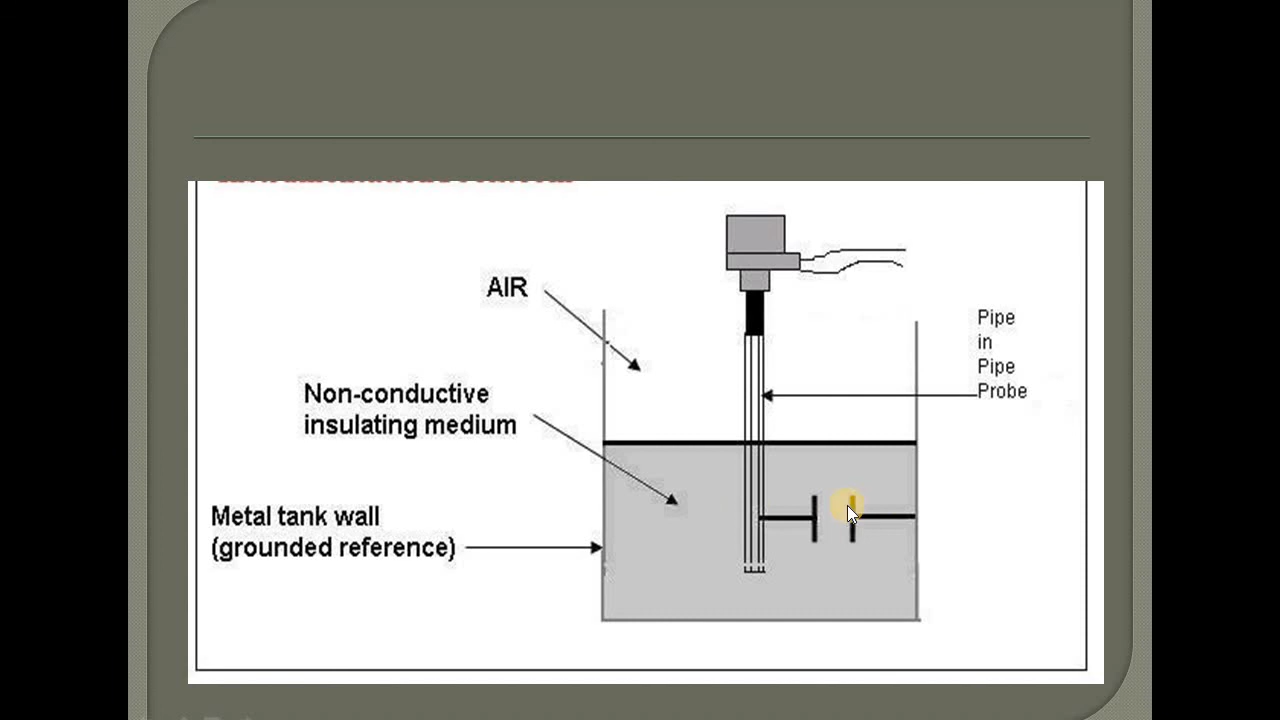 AIR
Non-conductive
insulating medium
Metal tank wall
(grounded reference)
Pipe
in
Pipe
Probe